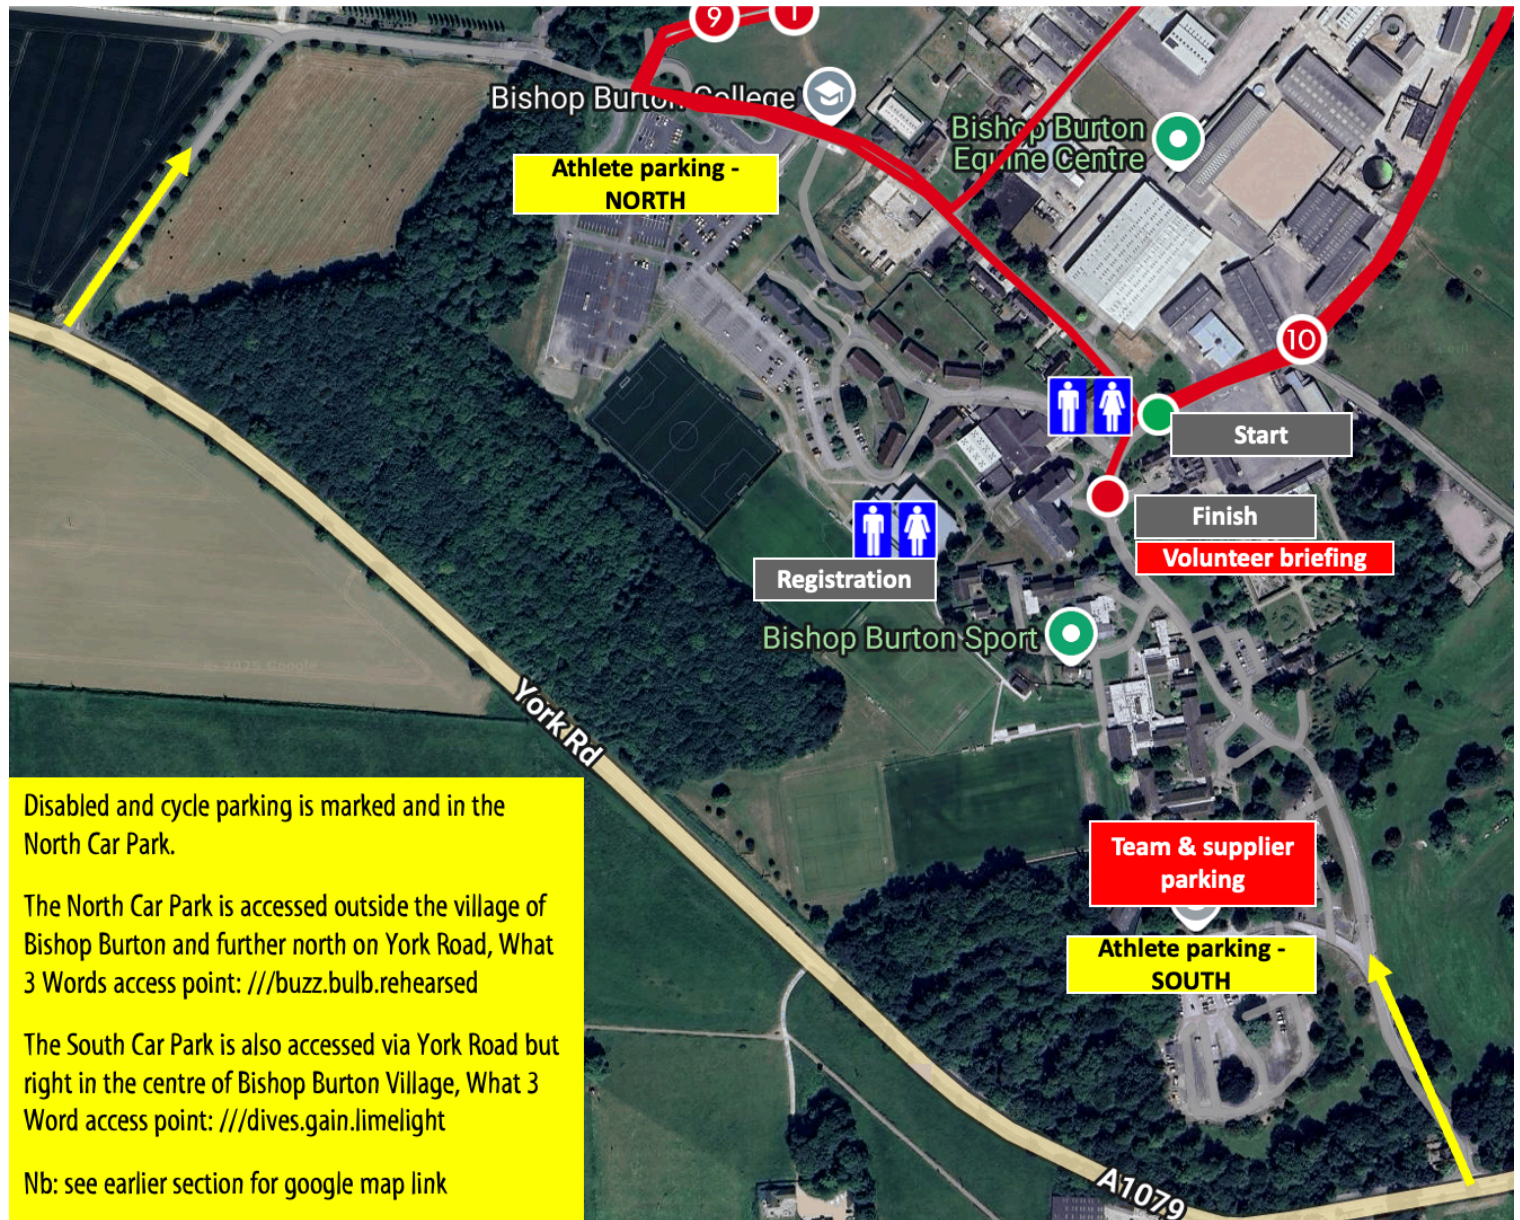 9
1
Bishop Burton College
Bishop Burton
Equine Centre
Athlete parking -
NORTH
10
Start
Finish
Volunteer briefing
Registration
Bishop Burton Sport
York Rd
Team & supplier
parking
Athlete parking -
SOUTH
A1079
© 2025 Google
Disabled and cycle parking is marked and in the
North Car Park.
The North Car Park is accessed outside the village of
Bishop Burton and further north on York Road, What
3 Words access point: ///buzz.bulb.rehearsed
The South Car Park is also accessed via York Road but
right in the centre of Bishop Burton Village, What 3
Word access point: ///dives.gain.limelight
Nb: see earlier section for google map link